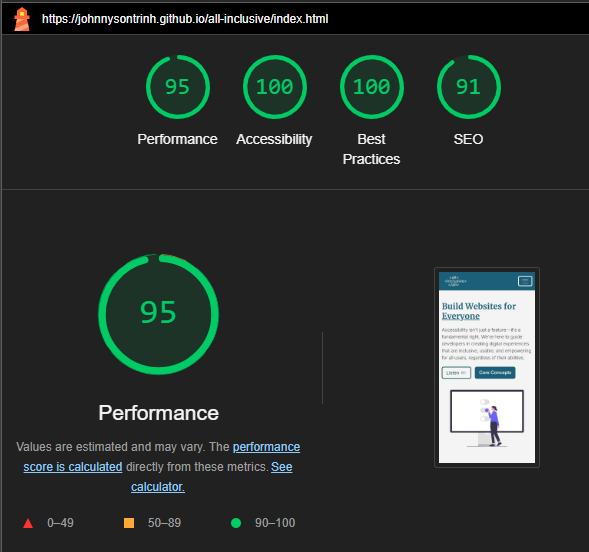 https://johnnysontrinh.github.io/all-inclusive/index.html
95
100
100
91
Performance
Accessibility
Best
Practices
SEO
95
Performance
Values are estimated and may vary. The performance
score is calculated directly from these metrics. See
calculator.
0–49
50–89
90–100
Build Websites for
Everyone
Accessibility isn't just a feature—it's a
fundamental right. We're here to guide
developers in creating digital experiences
that are inclusive, usable, and empowering
for all users, regardless of their abilities.
Listen
Core Concepts